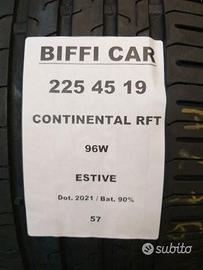 BIFFI CAR
225 45 19
CONTINENTAL RFT
96W
ESTIVE
Dot. 2021 / Bat. 90%
57
subito